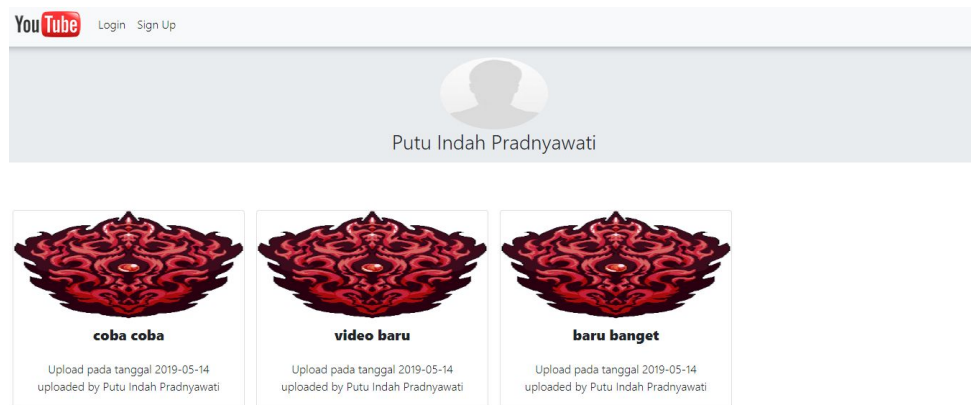 YouTube Login Sign Up
Putu Indah Pradnyawati
coba coba
Upload pada tanggal 2019-05-14
uploaded by Putu Indah Pradnyawati
video baru
Upload pada tanggal 2019-05-14
uploaded by Putu Indah Pradnyawati
baru banget
Upload pada tanggal 2019-05-14
uploaded by Putu Indah Pradnyawati